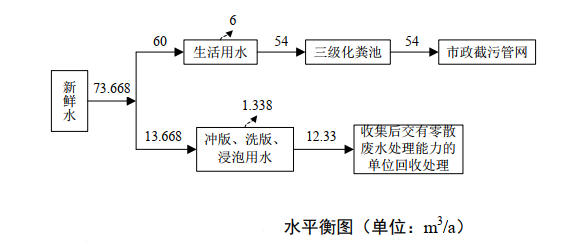 6
60
生活用水
54
三级化粪池
54
市政截污管网
新鲜水
73.668
1.338
13.668
冲版、洗版、
浸泡用水
12.33
收集后交有零散
废水处理能力的
单位回收处理
水平衡图（单位：m³/a）